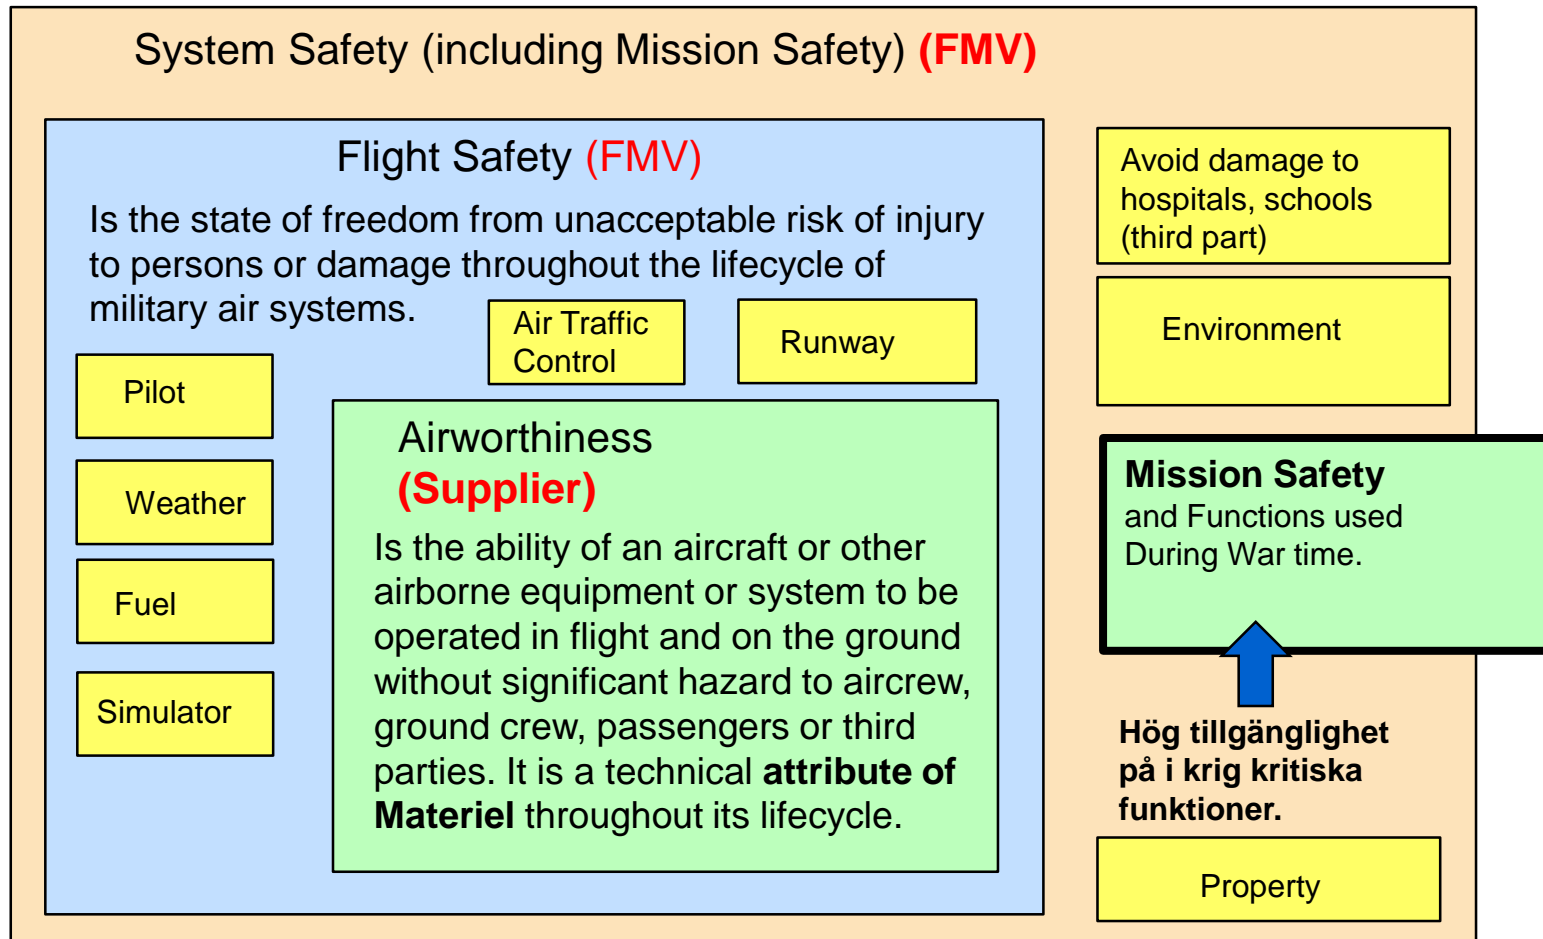 System Safety (including Mission Safety) (FMV)
Flight Safety (FMV)
Is the state of freedom from unacceptable risk of injury
to persons or damage throughout the lifecycle of
military air systems.
Air Traffic
Control
Runway
Pilot
Weather
Fuel
Simulator
Airworthiness
(Supplier)
Is the ability of an aircraft or other
airborne equipment or system to be
operated in flight and on the ground
without significant hazard to aircrew,
ground crew, passengers or third
parties. It is a technical attribute of
Materiel throughout its lifecycle.
Avoid damage to
hospitals, schools
(third part)
Environment
Mission Safety
and Functions used
During War time.
Hög tillgänglighet
på i krig kritiska
funktioner.
Property